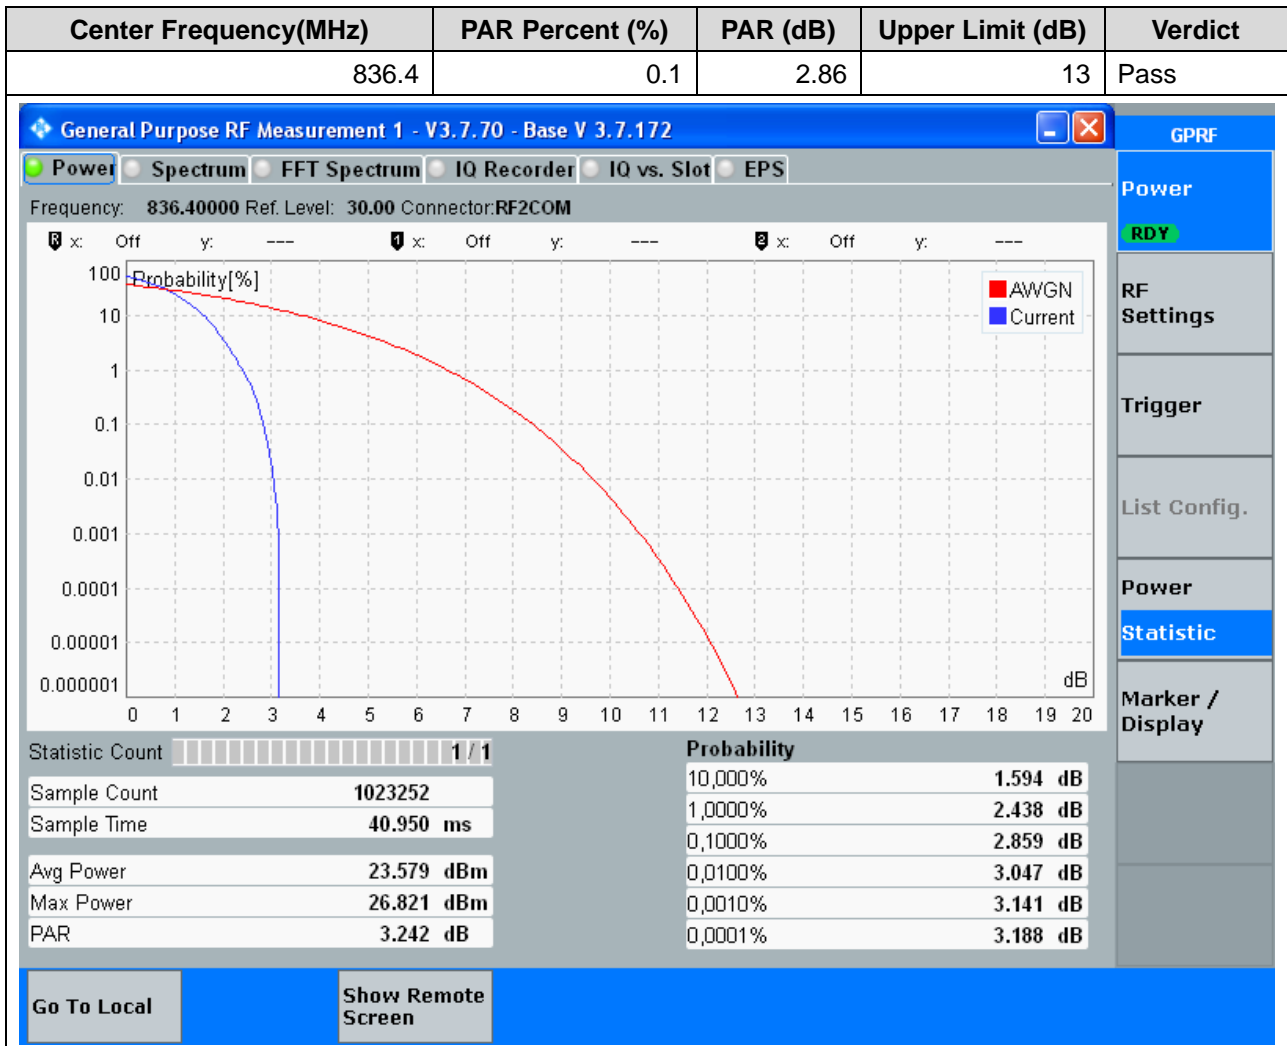 Center Frequency(MHz) PAR Percent (%) PAR (dB) Upper Limit (dB) Verdict
836.4 0.1 2.86 13 Pass
General Purpose RF Measurement 1 - V3.7.70 - Base V 3.7.172
GPRF
Power Spectrum FFT Spectrum IQ Recorder IQ vs. Slot EPS
Frequency: 836.40000 Ref. Level: 30.00 Connector:RF2COM
R x: Off y: --- 1 x: Off y: --- 2 x: Off y: ---
Probability[%]
100
10
1
0.1
0.01
0.001
0.0001
0.00001
0.000001
AWGN
Current
dB
0 1 2 3 4 5 6 7 8 9 10 11 12 13 14 15 16 17 18 19 20
Statistic Count 1 / 1
Sample Count 1023252
Sample Time 40.950 ms
Avg Power 23.579 dBm
Max Power 26.821 dBm
PAR 3.242 dB
Probability
10,000% 1.594 dB
1,0000% 2.438 dB
0,1000% 2.859 dB
0,0100% 3.047 dB
0,0010% 3.141 dB
0,0001% 3.188 dB
Power
RDY
RF
Settings
Trigger
List Config.
Power
Statistic
Marker /
Display
Go To Local
Show Remote
Screen